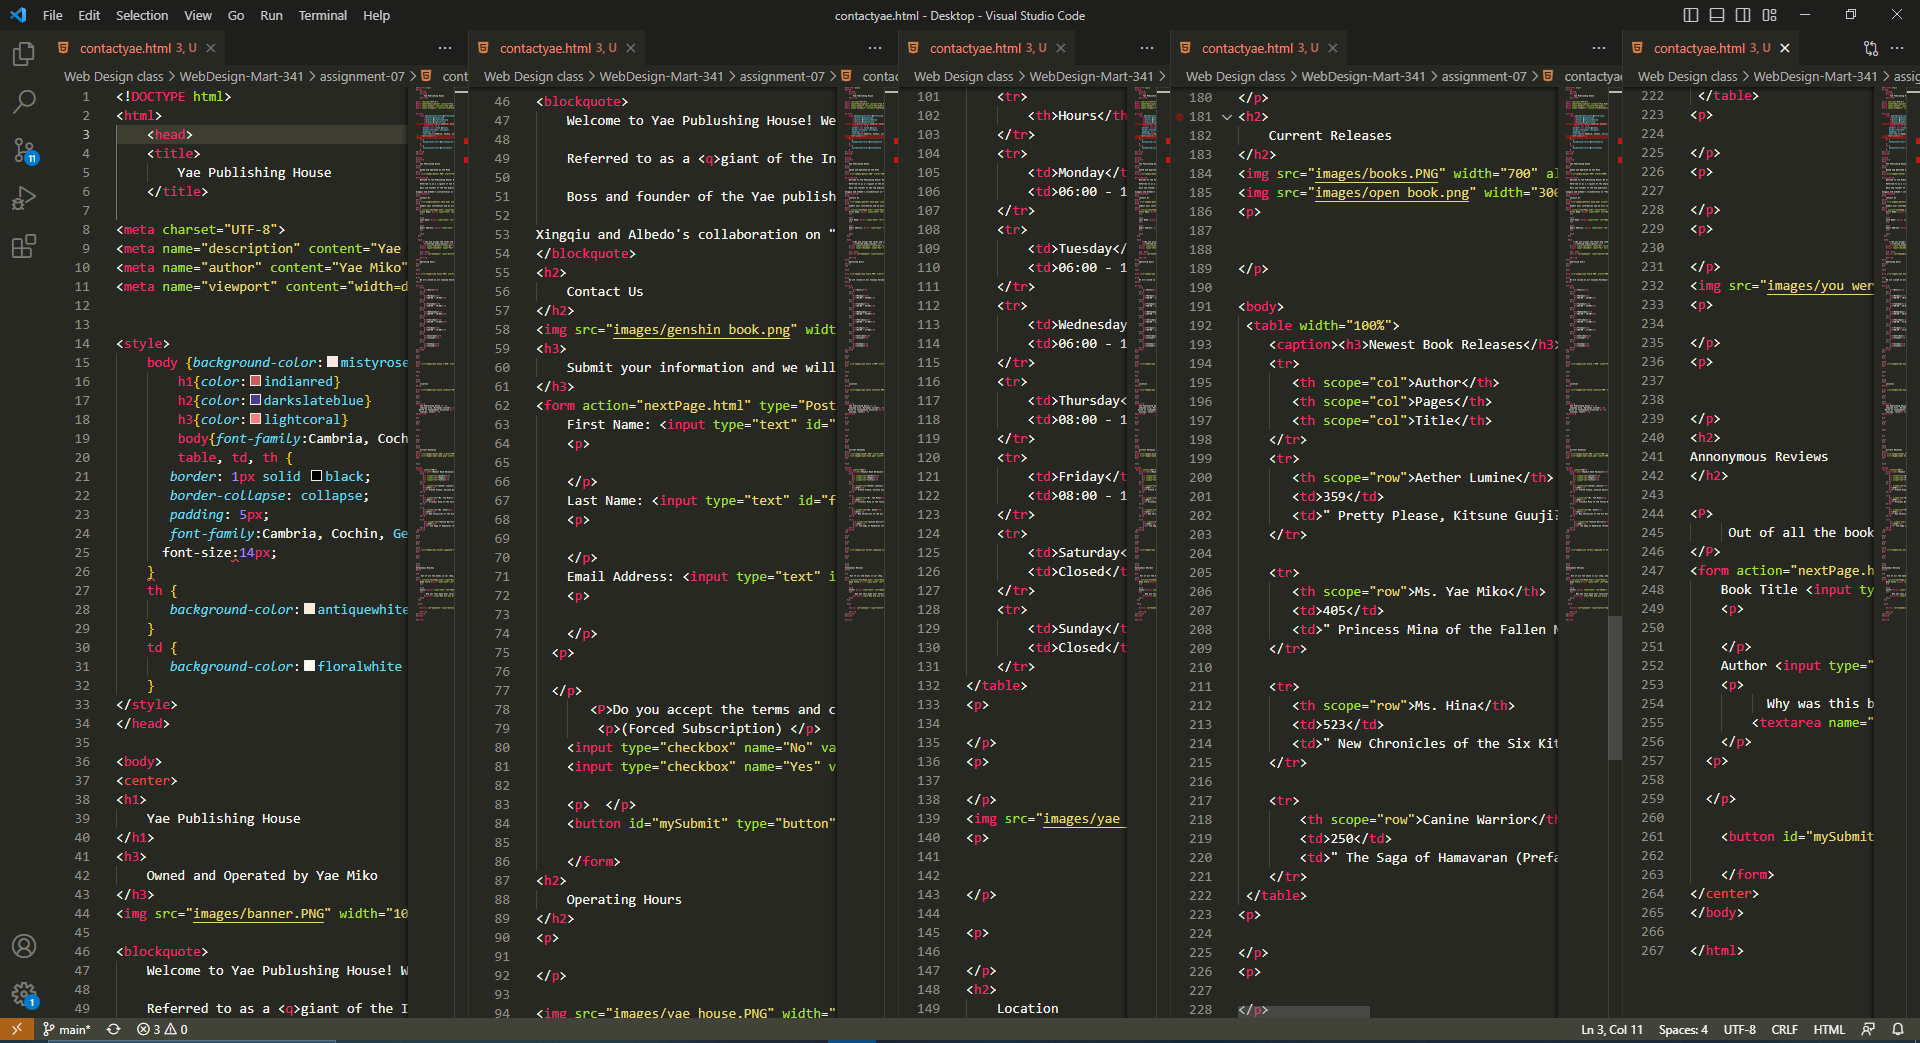 File Edit Selection View Go Run Terminal Help
contactyae.html - Desktop - Visual Studio Code
contactyae.html 3, U
Web Design class > WebDesign-Mart-341 > assignment-07 >
1 <!DOCTYPE html>
2 <html>
3 <head>
4 <title>
5 Yae Publishing House
6 </title>
7
8 <meta charset="UTF-8">
9 <meta name="description" content="Yae
10 <meta name="author" content="Yae Miko"
11 <meta name="viewport" content="width=d
12
13
14 <style>
15 body {background-color: mistyrose
16 h1{color: indianred}
17 h2{color: darkslateblue}
18 h3{color: lightcoral}
19 body{font-family:Cambria, Coch
20 table, td, th {
21 border: 1px solid black;
22 border-collapse: collapse;
23 padding: 5px;
24 font-family:Cambria, Cochin, Ge
25 font-size:14px;
26 }
27 th {
28 background-color: antiquewhite
29 }
30 td {
31 background-color: floralwhite
32 }
33 </style>
34 </head>
35
36 <body>
37 <center>
38 <h1>
39 Yae Publishing House
40 </h1>
41 <h3>
42 Owned and Operated by Yae Miko
43 </h3>
44 <img src="images/banner.PNG" width="10
45
46 <blockquote>
47 Welcome to Yae Publushing House! W
48
49 Referred to as a <q>giant of the I
contactyae.html 3, U
Web Design class > WebDesign-Mart-341 > assignment-07 >
46 <blockquote>
47 Welcome to Yae Publushing House! We
48
49 Referred to as a <q>giant of the In
50
51 Boss and founder of the Yae publish
52
53 Xingqiu and Albedo's collaboration on "
54 </blockquote>
55 <h2>
56 Contact Us
57 </h2>
58 <img src="images/genshin book.png" widt
59 <h3>
60 Submit your information and we will
61 </h3>
62 <form action="nextPage.html" type="Post
63 First Name: <input type="text" id="
64 <p>
65
66 </p>
67 Last Name: <input type="text" id="f
68 <p>
69
70 </p>
71 Email Address: <input type="text" i
72 <p>
73
74 </p>
75 <p>
76
77 </p>
78 <P>Do you accept the terms and c
79 <p>(Forced Subscription) </p>
80 <input type="checkbox" name="No" va
81 <input type="checkbox" name="Yes" v
82
83 <p> </p>
84 <button id="mySubmit" type="button"
85
86 </form>
87 <h2>
88 Operating Hours
89 </h2>
90 <p>
91
92 </p>
93
94 <img src="images/yae house.PNG" width="
contactyae.html 3, U
Web Design class > WebDesign-Mart-341 >
101 <tr>
102 <th>Hours</th
103 </tr>
104 <tr>
105 <td>Monday</t
106 <td>06:00 - 1
107 </tr>
108 <tr>
109 <td>Tuesday</
110 <td>06:00 - 1
111 </tr>
112 <tr>
113 <td>Wednesday
114 <td>06:00 - 1
115 </tr>
116 <tr>
117 <td>Thursday<
118 <td>08:00 - 1
119 </tr>
120 <tr>
121 <td>Friday</t
122 <td>08:00 - 1
123 </tr>
124 <tr>
125 <td>Saturday<
126 <td>Closed</t
127 </tr>
128 <tr>
129 <td>Sunday</t
130 <td>Closed</t
131 </tr>
132 </table>
133 <p>
134
135 </p>
136 <p>
137
138 </p>
139 <img src="images/yae
140 <p>
141
142
143 </p>
144
145 <p>
146
147 </p>
148 <h2>
149 Location
contactyae.html 3, U
Web Design class > WebDesign-Mart-341 > assignment-07 > contactyae
180 </p>
181 <h2>
182 Current Releases
183 </h2>
184 <img src="images/books.PNG" width="700" al
185 <img src="images/open book.png" width="300
186 <p>
187
188
189 </p>
190
191 <body>
192 <table width="100%">
193 <caption><h3>Newest Book Releases</h3
194 <tr>
195 <th scope="col">Author</th>
196 <th scope="col">Pages</th>
197 <th scope="col">Title</th>
198 </tr>
199 <tr>
200 <th scope="row">Aether Lumine</th>
201 <td>359</td>
202 <td>" Pretty Please, Kitsune Guuji?
203 </tr>
204
205 <tr>
206 <th scope="row">Ms. Yae Miko</th>
207 <td>405</td>
208 <td>" Princess Mina of the Fallen N
209 </tr>
210
211 <tr>
212 <th scope="row">Ms. Hina</th>
213 <td>523</td>
214 <td>" New Chronicles of the Six Kit
215 </tr>
216
217 <tr>
218 <th scope="row">Canine Warrior</th
219 <td>250</td>
220 <td>" The Saga of Hamavaran (Prefa
221 </tr>
222 </table>
223 <p>
224
225 </p>
226 <p>
227
228 </p>
contactyae.html 3, U
Web Design class > WebDesign-Mart-341 > assig
222 </table>
223 <p>
224
225 </p>
226 <p>
227
228 </p>
229 <p>
230
231 </p>
232 <img src="images/you wer
233 <p>
234
235 </p>
236 <p>
237
238
239 </p>
240 <h2>
241 Annonymous Reviews
242 </h2>
243
244 <P>
245 Out of all the book
246 </P>
247 <form action="nextPage.h
248 Book Title <input ty
249 <p>
250
251 </p>
252 Author <input type="
253 <p>
254 Why was this b
255 <textarea name="
256 </p>
257 <p>
258
259 </p>
260
261 <button id="mySubmit
262
263 </form>
264 </center>
265 </body>
266
267 </html>
11
1
main* 3 0
Ln 3, Col 11 Spaces: 4 UTF-8 CRLF HTML